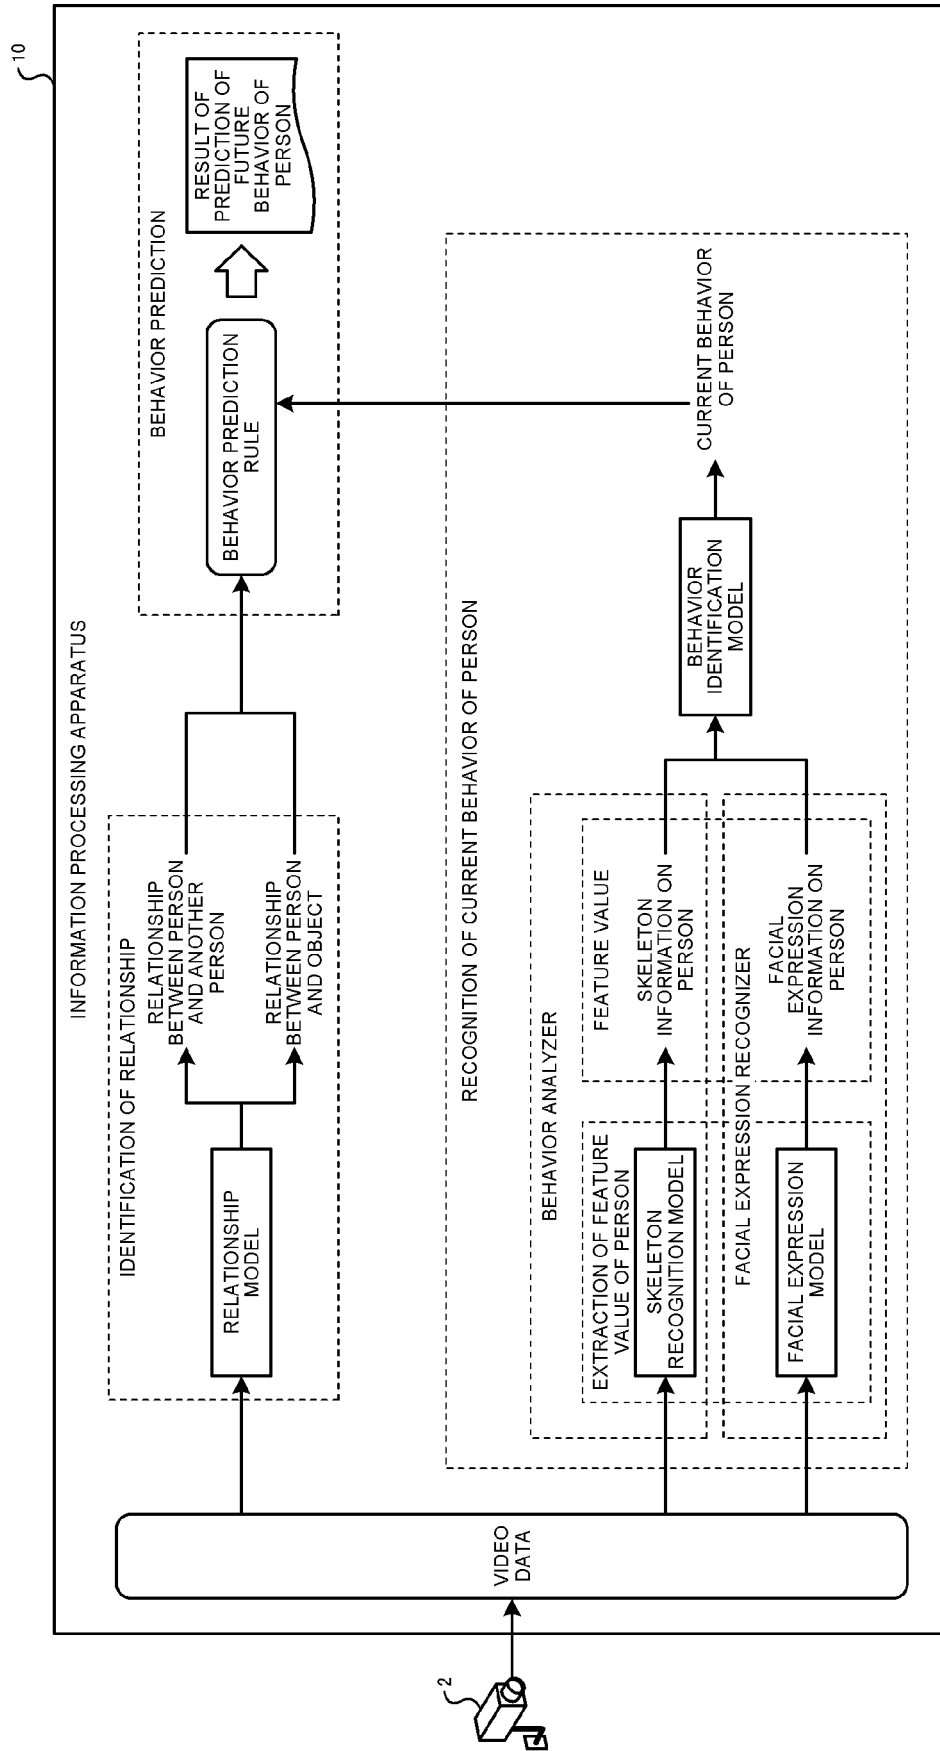 10
INFORMATION PROCESSING APPARATUS
2
VIDEO
DATA
IDENTIFICATION OF RELATIONSHIP
RELATIONSHIP
MODEL
RELATIONSHIP
BETWEEN PERSON
AND ANOTHER
PERSON
RELATIONSHIP
BETWEEN PERSON
AND OBJECT
BEHAVIOR PREDICTION
BEHAVIOR PREDICTION
RULE
RESULT OF
PREDICTION OF
FUTURE
BEHAVIOR OF
PERSON
RECOGNITION OF CURRENT BEHAVIOR OF PERSON
BEHAVIOR ANALYZER
EXTRACTION OF FEATURE
VALUE OF PERSON
SKELETON
RECOGNITION MODEL
FEATURE VALUE
SKELETON
INFORMATION ON
PERSON
FACIAL EXPRESSION RECOGNIZER
FACIAL EXPRESSION
MODEL
FACIAL
EXPRESSION
INFORMATION ON
PERSON
BEHAVIOR
IDENTIFICATION
MODEL
CURRENT BEHAVIOR
OF PERSON